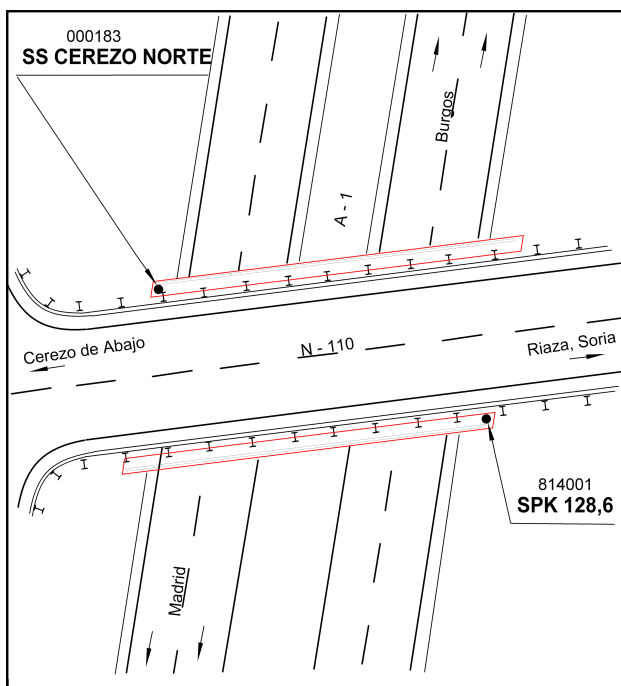 000183
SS CEREZO NORTE
Burgos
A - 1
Cerezo de Abajo
N - 110
Riaza, Soria
814001
SPK 128,6
Madrid